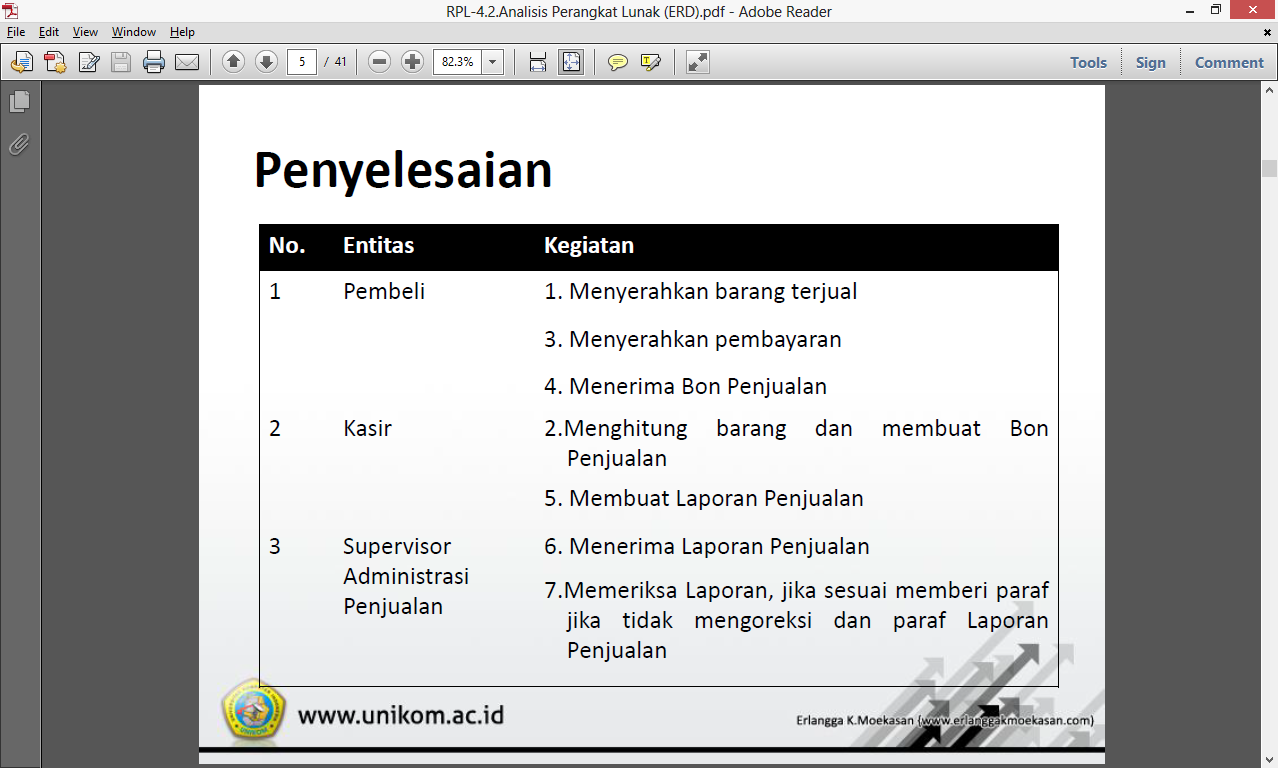 RPL-4.2.Analisis Perangkat Lunak (ERD).pdf - Adobe Reader
File Edit View Window Help
5 / 41 82.3% Tools Sign Comment
Penyelesaian
No. Entitas Kegiatan
1 Pembeli 1. Menyerahkan barang terjual
3. Menyerahkan pembayaran
4. Menerima Bon Penjualan
2 Kasir 2.Menghitung barang dan membuat Bon
Penjualan
5. Membuat Laporan Penjualan
3 Supervisor 6. Menerima Laporan Penjualan
Administrasi 7.Memeriksa Laporan, jika sesuai memberi paraf
Penjualan jika tidak mengoreksi dan paraf Laporan
Penjualan
www.unikom.ac.id
Erlangga K.Moekasan (www.erlanggakmoekasan.com)